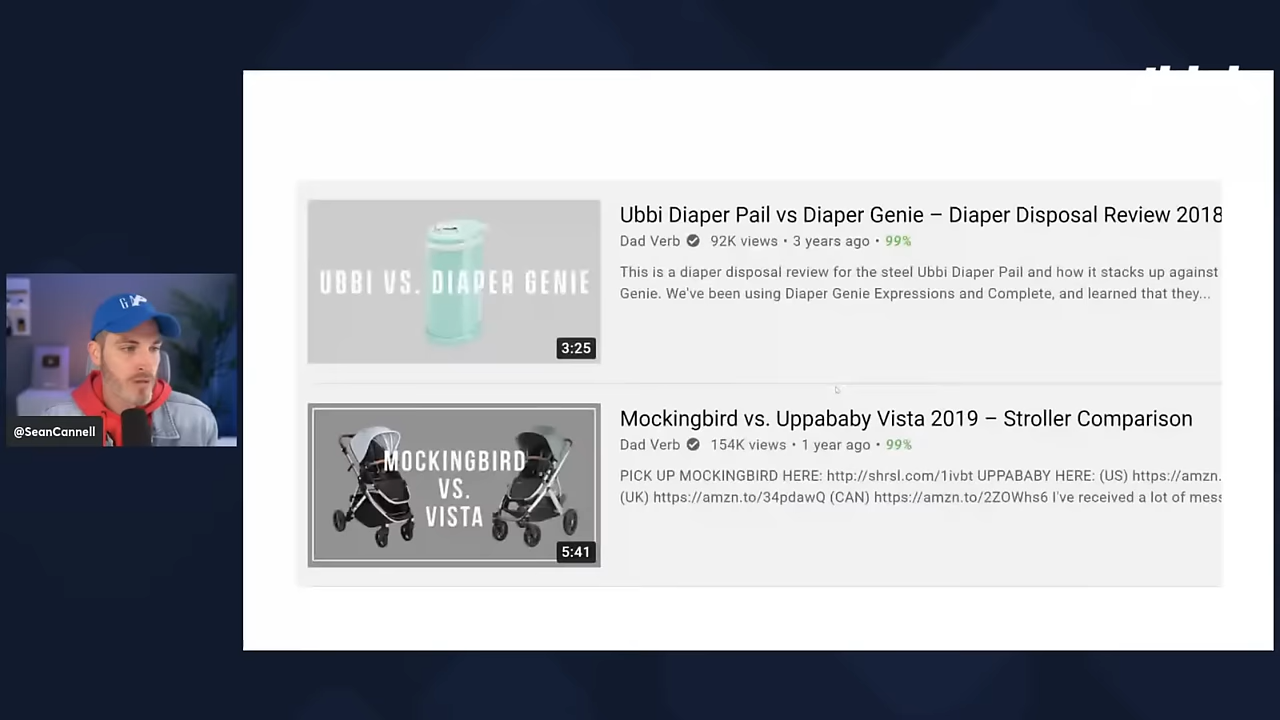 UBBI VS. DIAPER GENIE
3:25
Ubbi Diaper Pail vs Diaper Genie – Diaper Disposal Review 2018
Dad Verb 92K views • 3 years ago • 99%
This is a diaper disposal review for the steel Ubbi Diaper Pail and how it stacks up against
Genie. We've been using Diaper Genie Expressions and Complete, and learned that they...
@SeanCannell
MOCKINGBIRD
VS.
VISTA
5:41
Mockingbird vs. Uppababy Vista 2019 – Stroller Comparison
Dad Verb 154K views • 1 year ago • 99%
PICK UP MOCKINGBIRD HERE: http://shrsl.com/1ivbt UPPABABY HERE: (US) https://amzn.
(UK) https://amzn.to/34pdawQ (CAN) https://amzn.to/2ZOWhs6 I've received a lot of mess